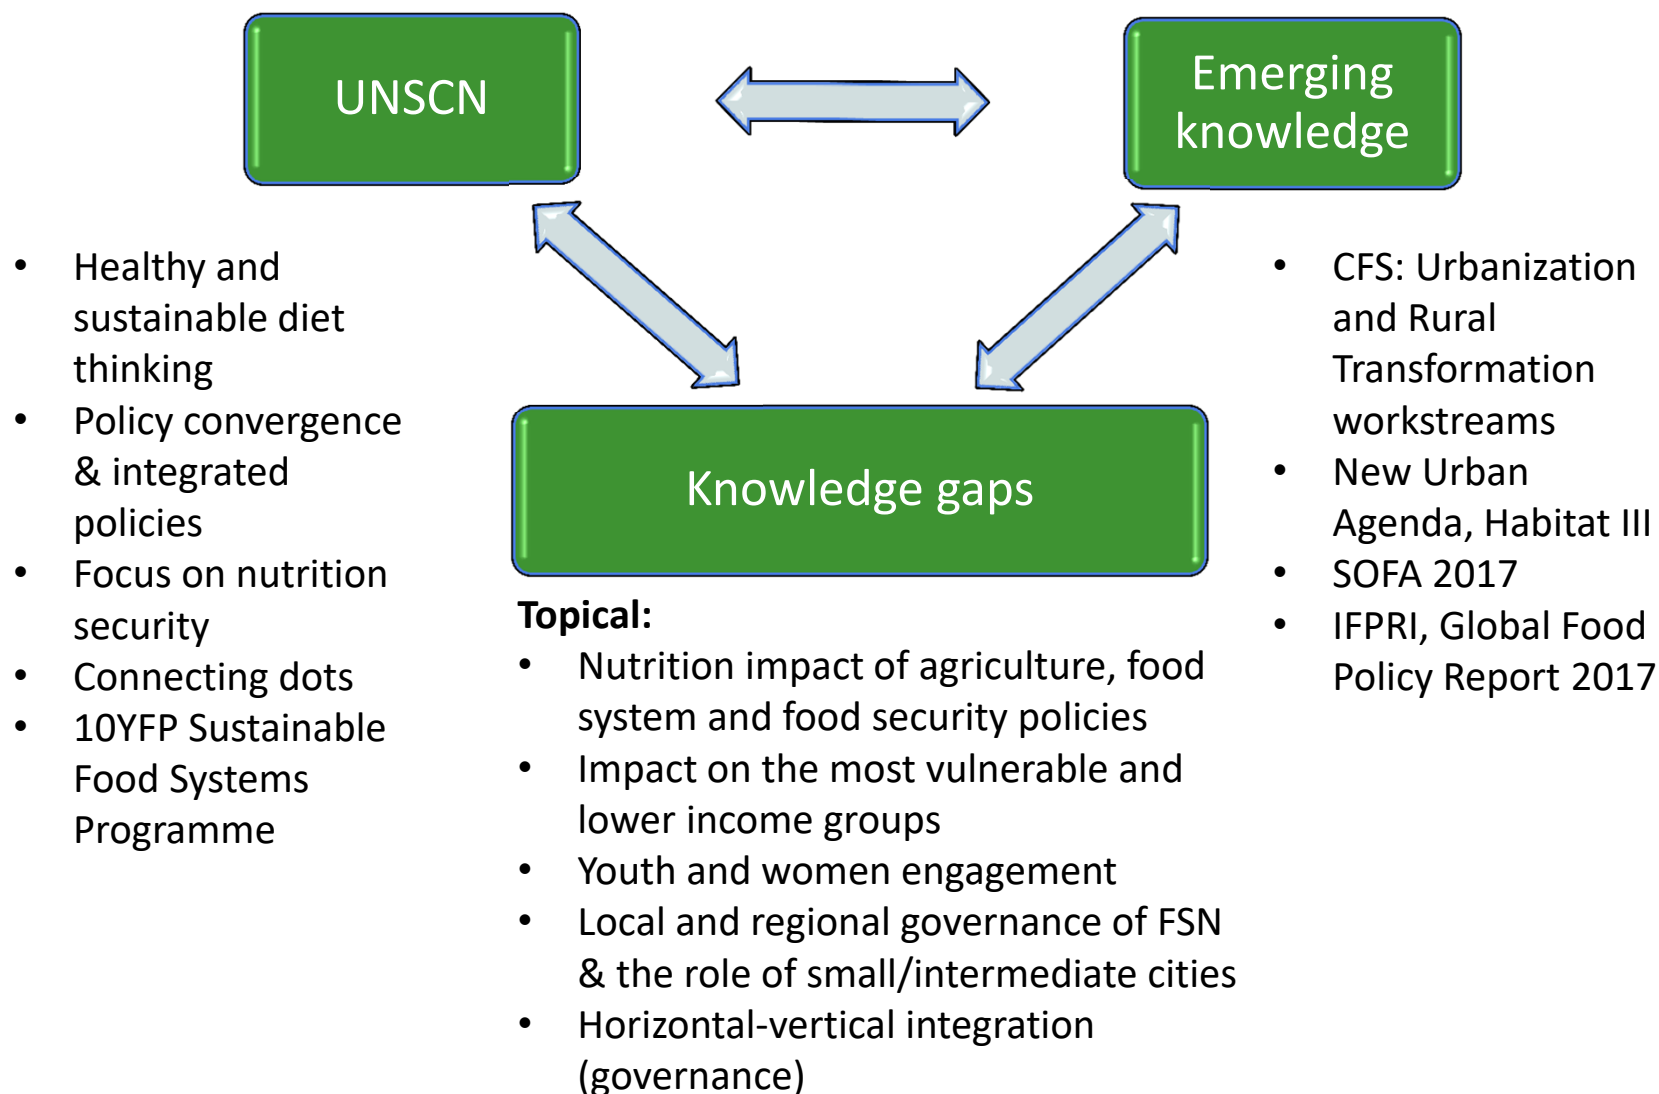 UNSCN
Emerging
knowledge
• Healthy and
sustainable diet
thinking
• Policy convergence
& integrated
policies
• Focus on nutrition
security
• Connecting dots
• 10YFP Sustainable
Food Systems
Programme
Knowledge gaps
Topical:
• Nutrition impact of agriculture, food
system and food security policies
• Impact on the most vulnerable and
lower income groups
• Youth and women engagement
• Local and regional governance of FSN
& the role of small/intermediate cities
• Horizontal-vertical integration
(governance)
• CFS: Urbanization
and Rural
Transformation
workstreams
• New Urban
Agenda, Habitat III
• SOFA 2017
• IFPRI, Global Food
Policy Report 2017